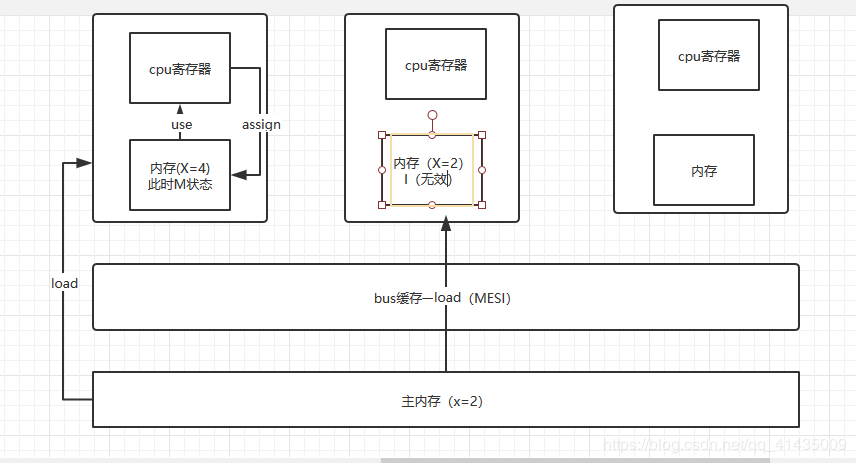 cpu寄存器
use
assign
内存(X=4)
此时M状态
cpu寄存器
内存（X=2）
I（无效）
cpu寄存器
内存
load
bus缓存—load（MESI）
主内存（x=2）
https://blog.csdn.net/qq_41435009